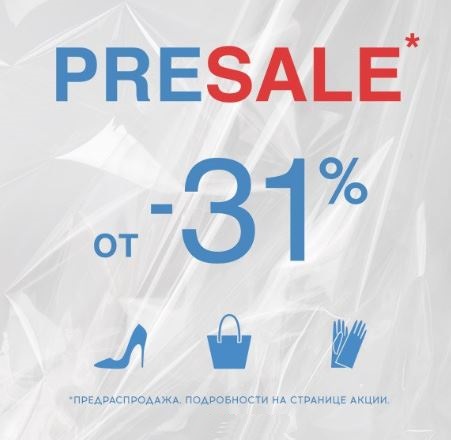 PRESALE*
от -31%
*ПРЕДРАСПРОДАЖА. ПОДРОБНОСТИ НА СТРАНИЦЕ АКЦИИ.